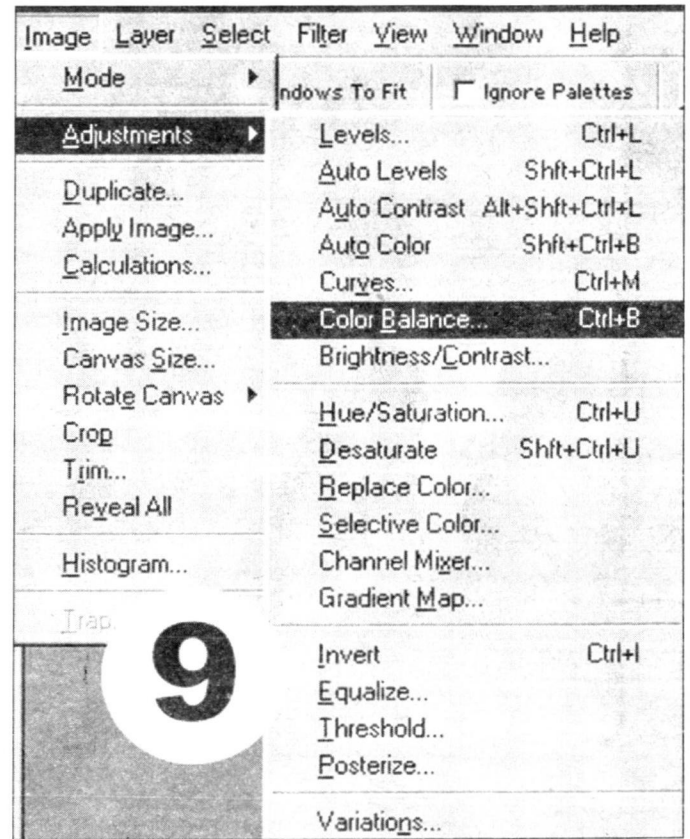 Image Layer Select Filter View Window Help
Mode
ndows To Fit Ignore Palettes
Adjustments
Duplicate...
Apply Image...
Calculations...
Image Size...
Canvas Size...
Rotate Canvas
Crop
Trim...
Reveal All
Histogram...
Trap
9
Levels... Ctrl+L
Auto Levels Shft+Ctrl+L
Auto Contrast Alt+Shft+Ctrl+L
Auto Color Shft+Ctrl+B
Curves... Ctrl+M
Color Balance... Ctrl+B
Brightness/Contrast...
Hue/Saturation... Ctrl+U
Desaturate Shft+Ctrl+U
Replace Color...
Selective Color...
Channel Mixer...
Gradient Map...
Invert Ctrl+I
Equalize...
Threshold...
Posterize...
Variations...